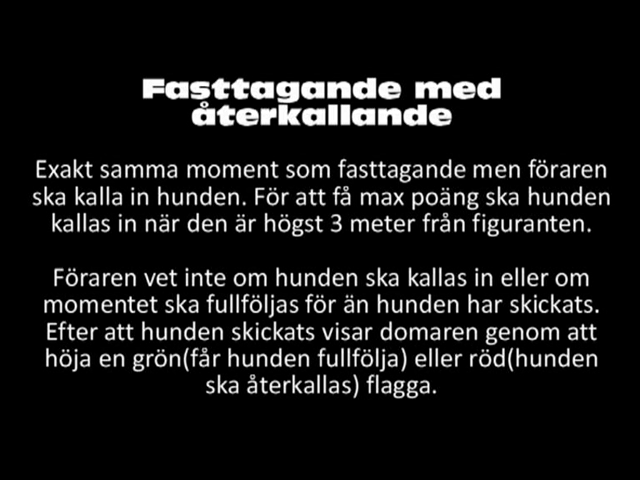 Fasttagande med
återkallande
Exakt samma moment som fasttagande men föraren
ska kalla in hunden. För att få max poäng ska hunden
kallas in när den är högst 3 meter från figuranten.
Föraren vet inte om hunden ska kallas in eller om
momentet ska fullföljas för än hunden har skickats.
Efter att hunden skickats visar domaren genom att
höja en grön(får hunden fullfölja) eller röd(hunden
ska återkallas) flagga.